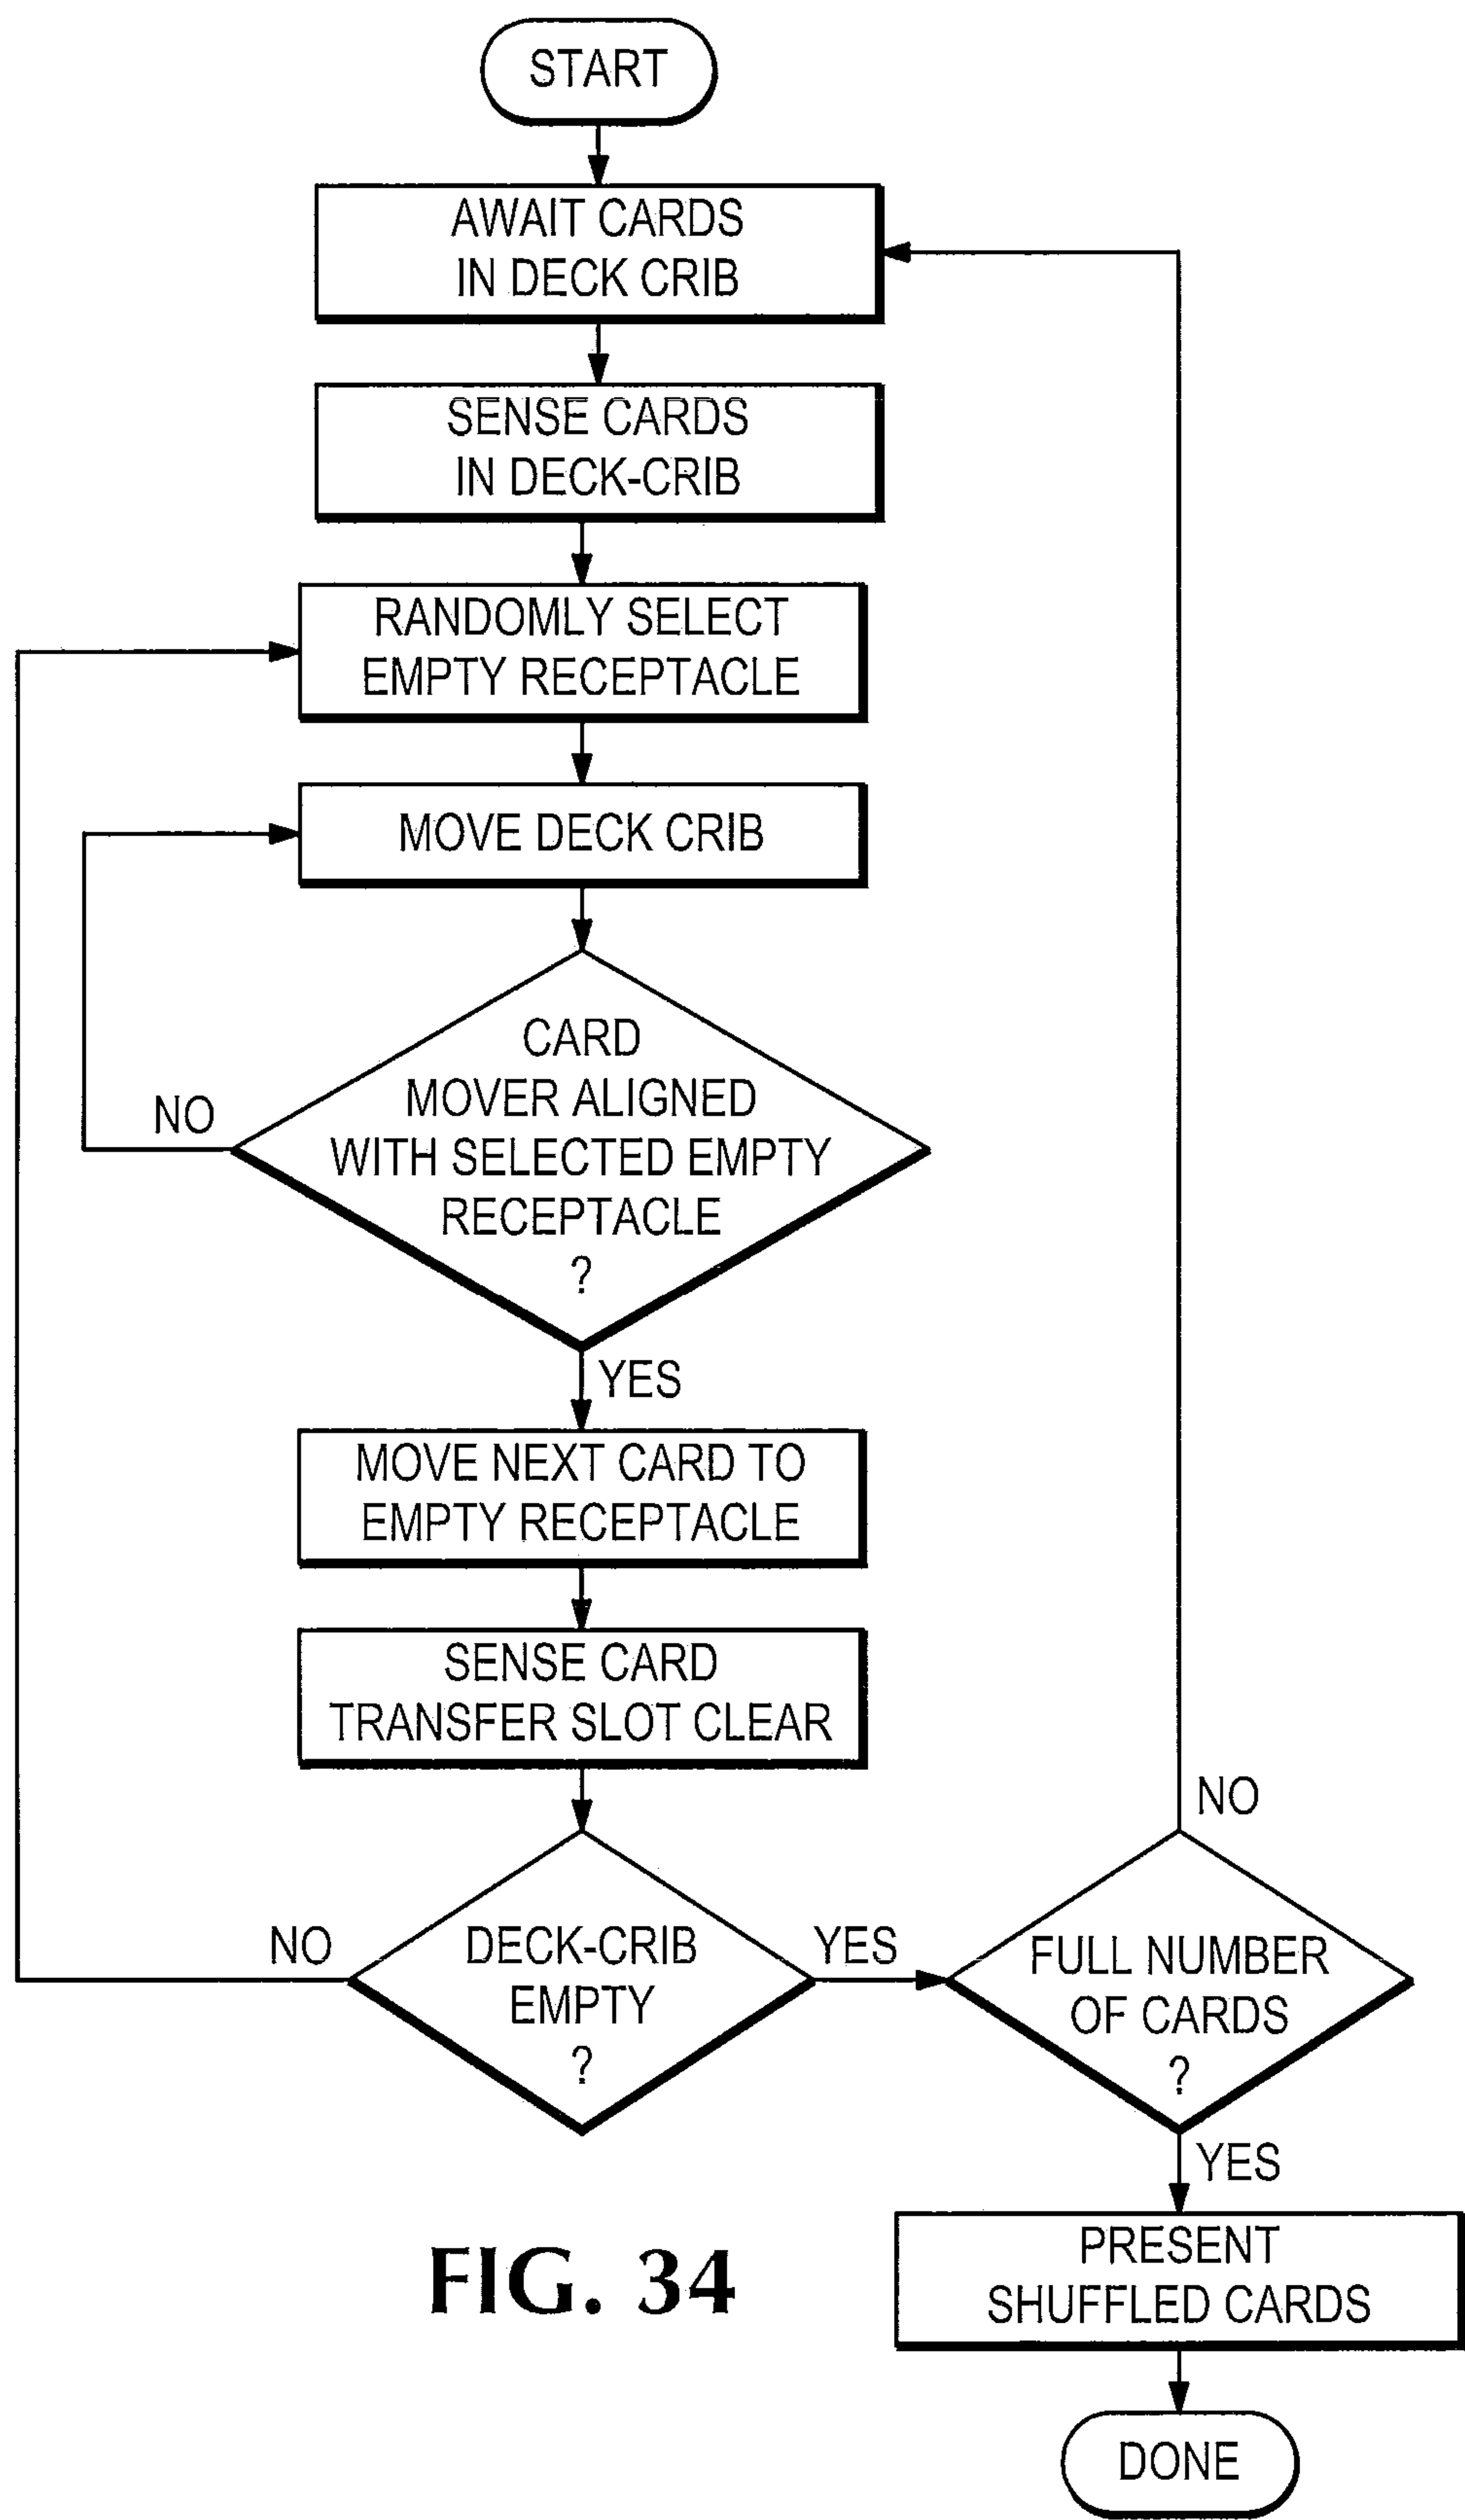 START
AWAIT CARDS
IN DECK CRIB
SENSE CARDS
IN DECK-CRIB
RANDOMLY SELECT
EMPTY RECEPTACLE
MOVE DECK CRIB
CARD
MOVER ALIGNED
WITH SELECTED EMPTY
RECEPTACLE
?
NO
YES
MOVE NEXT CARD TO
EMPTY RECEPTACLE
SENSE CARD
TRANSFER SLOT CLEAR
DECK-CRIB
EMPTY
?
NO
YES
FULL NUMBER
OF CARDS
?
NO
YES
PRESENT
SHUFFLED CARDS
DONE
FIG. 34